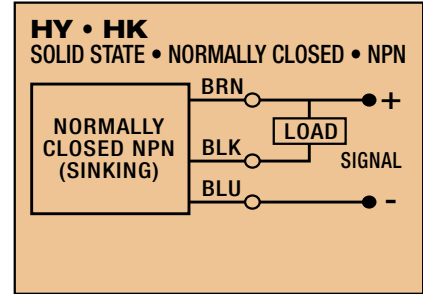 HY • HK
SOLID STATE • NORMALLY CLOSED • NPN
BRN
+
NORMALLY
CLOSED NPN
(SINKING)
LOAD
BLK
SIGNAL
BLU
-